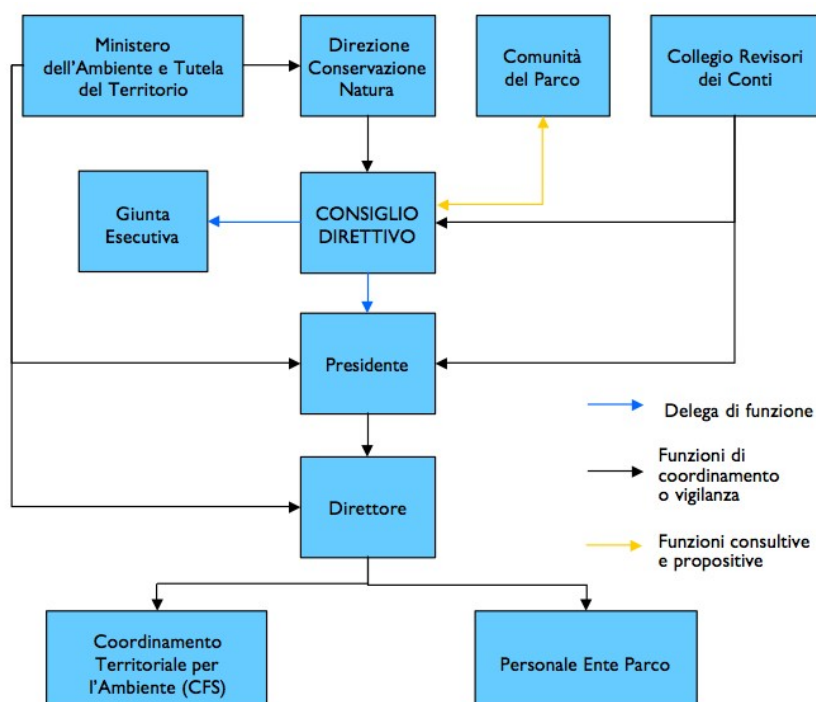 Ministero
dell'Ambiente e Tutela
del Territorio
Direzione
Conservazione
Natura
Comunità
del Parco
Collegio Revisori
dei Conti
Giunta
Esecutiva
CONSIGLIO
DIRETTIVO
Presidente
Delega di funzione
Funzioni di
coordinamento
o vigilanza
Direttore
Funzioni consultive
e propositive
Coordinamento
Territoriale per
l'Ambiente (CFS)
Personale Ente Parco